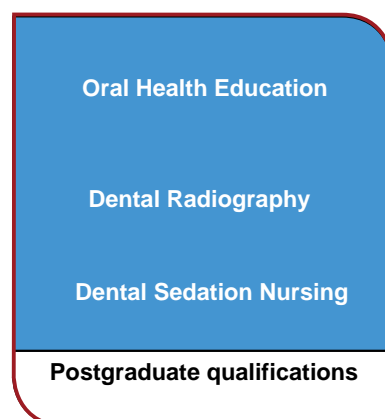 Oral Health Education
Dental Radiography
Dental Sedation Nursing
Postgraduate qualifications